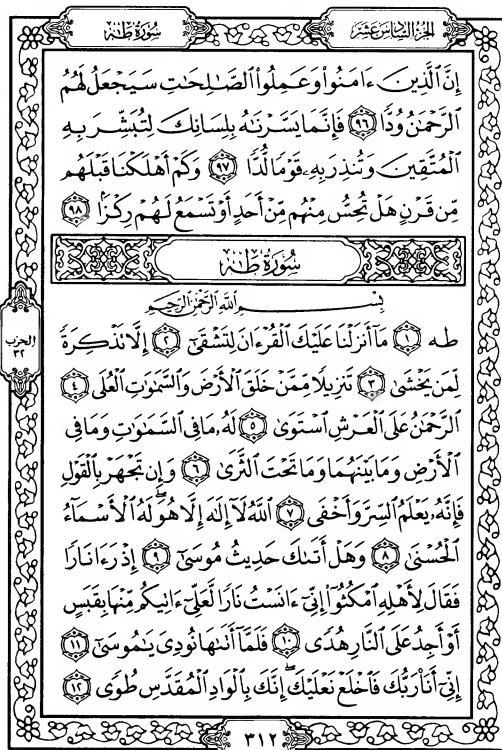 الجزء السادس عشر
سورة طه
إِنَّ ٱلَّذِينَ ءَامَنُواْ وَعَمِلُواْ ٱلصَّٰلِحَٰتِ سَيَجْعَلُ لَهُمُ
ٱلرَّحْمَٰنُ وُدًّا ٩٦ فَإِنَّمَا يَسَّرْنَٰهُ بِلِسَانِكَ لِتُبَشِّرَ بِهِ
ٱلْمُتَّقِينَ وَتُنذِرَ بِهِۦ قَوْمًا لُّدًّا ٩٧ وَكَمْ أَهْلَكْنَا قَبْلَهُم
مِّن قَرْنٍ هَلْ تُحِسُّ مِنْهُم مِّنْ أَحَدٍ أَوْ تَسْمَعُ لَهُمْ رِكْزَۢا ٩٨
سورة طه
بِسْمِ ٱللَّهِ ٱلرَّحْمَٰنِ ٱلرَّحِيمِ
طه ١ مَآ أَنزَلْنَا عَلَيْكَ ٱلْقُرْءَانَ لِتَشْقَىٰٓ ٢ إِلَّا تَذْكِرَةً
لِّمَن يَخْشَىٰ ٣ تَنزِيلًا مِّمَّنْ خَلَقَ ٱلْأَرْضَ وَٱلسَّمَٰوَٰتِ ٱلْعُلَى ٤
ٱلرَّحْمَٰنُ عَلَى ٱلْعَرْشِ ٱسْتَوَىٰ ٥ لَهُۥ مَا فِى ٱلسَّمَٰوَٰتِ وَمَا فِى
ٱلْأَرْضِ وَمَا بَيْنَهُمَا وَمَا تَحْتَ ٱلثَّرَىٰ ٦ وَإِن تَجْهَرْ بِٱلْقَوْلِ
فَإِنَّهُۥ يَعْلَمُ ٱلسِّرَّ وَأَخْفَى ٧ ٱللَّهُ لَآ إِلَٰهَ إِلَّا هُوَۖ لَهُ ٱلْأَسْمَآءُ
ٱلْحُسْنَىٰ ٨ وَهَلْ أَتَىٰكَ حَدِيثُ مُوسَىٰٓ ٩ إِذْ رَءَا نَارًا
فَقَالَ لِأَهْلِهِ ٱمْكُثُوٓاْ إِنِّىٓ ءَانَسْتُ نَارًا لَّعَلِّىٓ ءَاتِيكُم مِّنْهَا بِقَبَسٍ
أَوْ أَجِدُ عَلَى ٱلنَّارِ هُدًى ١٠ فَلَمَّآ أَتَىٰهَا نُودِىَ يَٰمُوسَىٰٓ ١١
إِنِّىٓ أَنَا۠ رَبُّكَ فَٱخْلَعْ نَعْلَيْكَۖ إِنَّكَ بِٱلْوَادِ ٱلْمُقَدَّسِ طُوًى ١٢
الحزب
٣٢
٣١٢